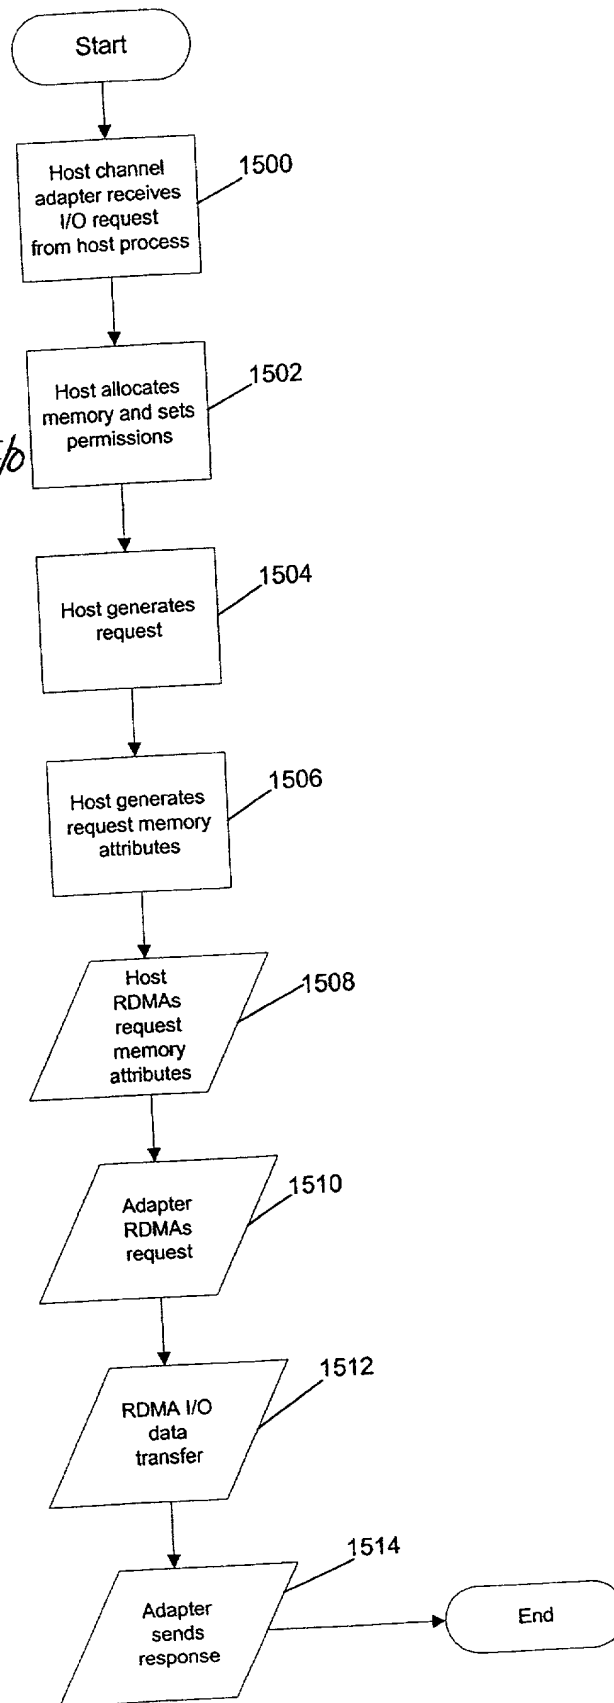 Start
Host channel
adapter receives
I/O request
from host process
1500
Host allocates
memory and sets
permissions
1502
Host generates
request
1504
Host generates
request memory
attributes
1506
Host
RDMAs
request
memory
attributes
1508
Adapter
RDMAs
request
1510
RDMA I/O
data
transfer
1512
Adapter
sends
response
1514
End